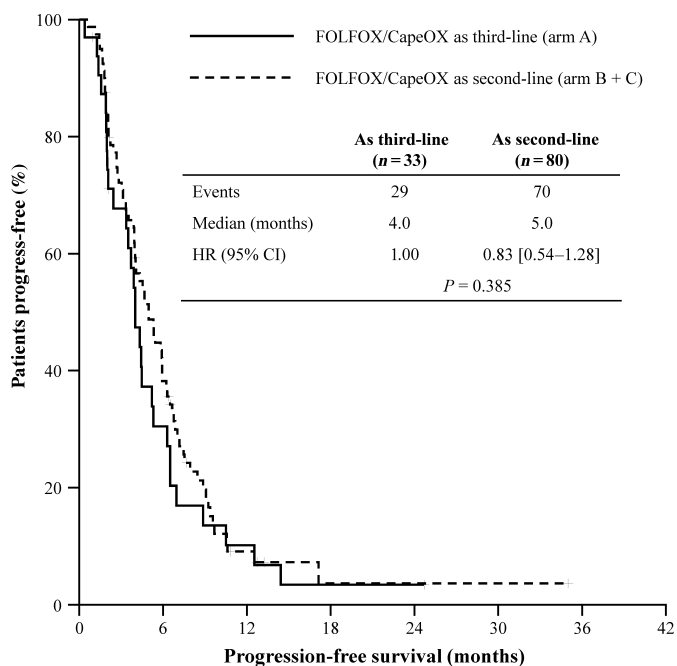 FOLFOX/CapeOX as third-line (arm A)
FOLFOX/CapeOX as second-line (arm B + C)
As third-line As second-line
(n = 33) (n = 80)
Events 29 70
Median (months) 4.0 5.0
HR (95% CI) 1.00 0.83 [0.54–1.28]
P = 0.385
Patients progress-free (%)
100
80
60
40
20
0
0 6 12 18 24 30 36 42
Progression-free survival (months)